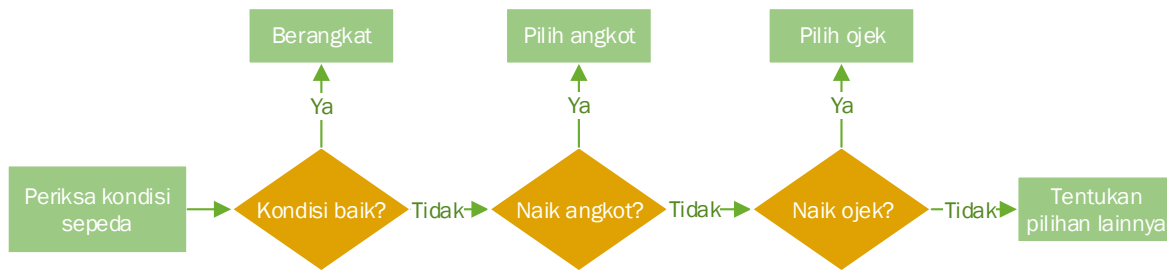 Berangkat
Pilih angkot
Pilih ojek
Ya
Ya
Ya
Periksa kondisi
sepeda
Kondisi baik?
Tidak
Naik angkot?
Tidak
Naik ojek?
Tidak
Tentukan
pilihan lainnya